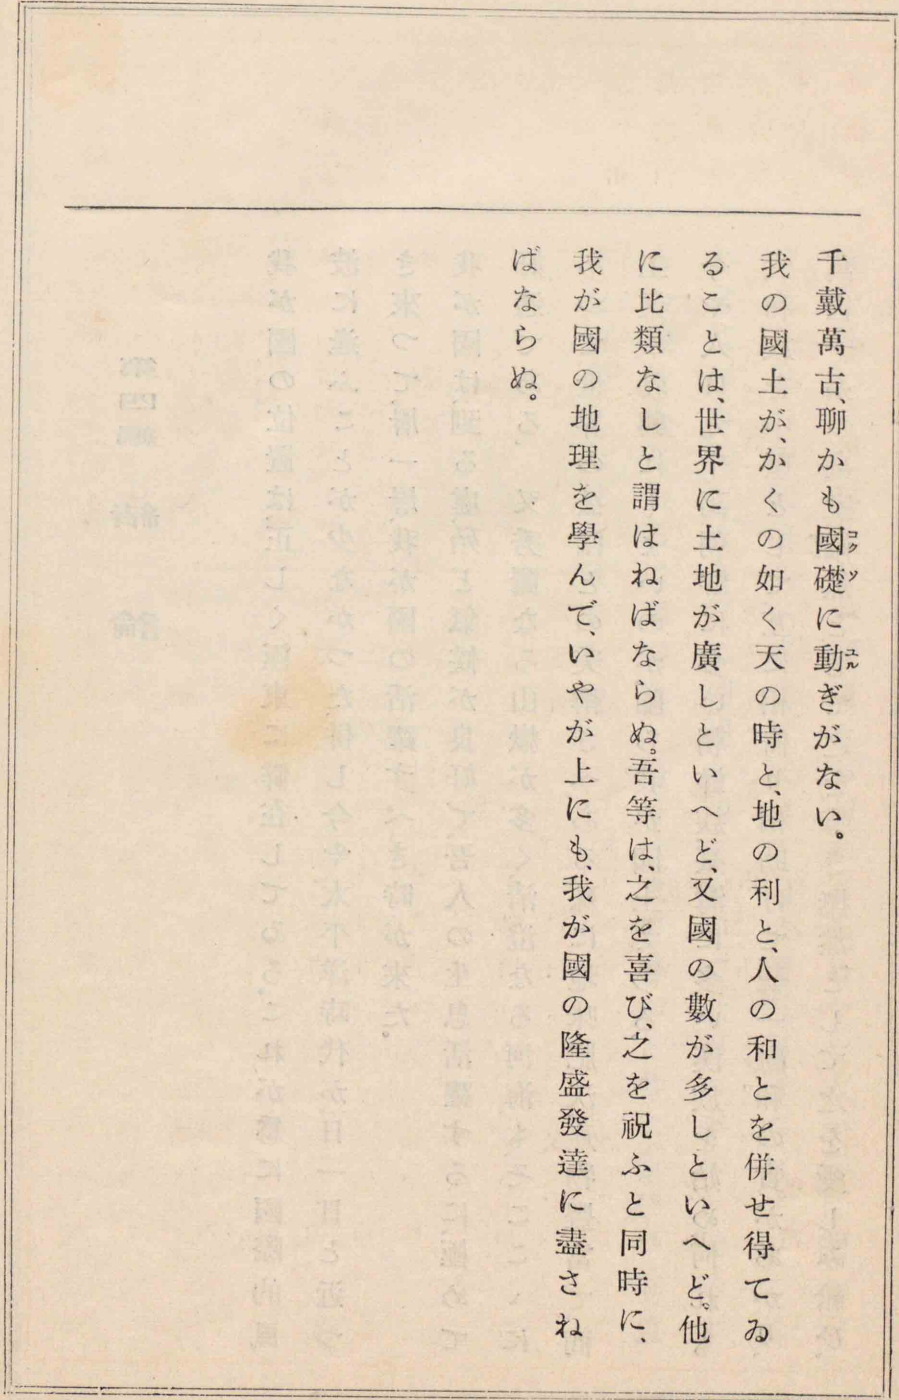 千戴萬古、聊かも國礎に動ぎがない。
我の國土が、かくの如く天の時と、地の利と、人の和とを併せ得てゐ
ることは、世界に土地が廣しといへど、又國の數が多しといへど。他
に比類なしと謂はねばならぬ。吾等は、之を喜び、之を祝ふと同時に、
我が國の地理を學んで、いやが上にも、我が國の隆盛發達に盡さね
ばならぬ。
コクソ
ユル